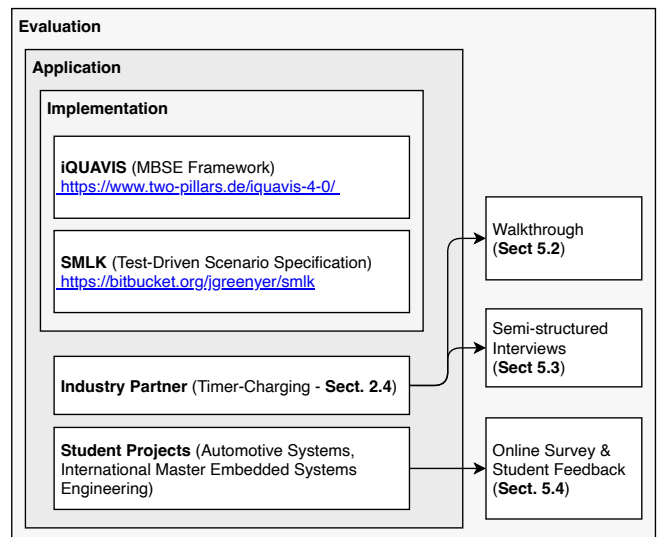 Evaluation
Application
Implementation
iQUAVIS (MBSE Framework)
https://www.two-pillars.de/iquavis-4-0/
SMLK (Test-Driven Scenario Specification)
https://bitbucket.org/jgreenyer/smlk
Industry Partner (Timer-Charging - Sect. 2.4)
Student Projects (Automotive Systems,
International Master Embedded Systems
Engineering)
Walkthrough
(Sect 5.2)
Semi-structured
Interviews
(Sect 5.3)
Online Survey &
Student Feedback
(Sect. 5.4)